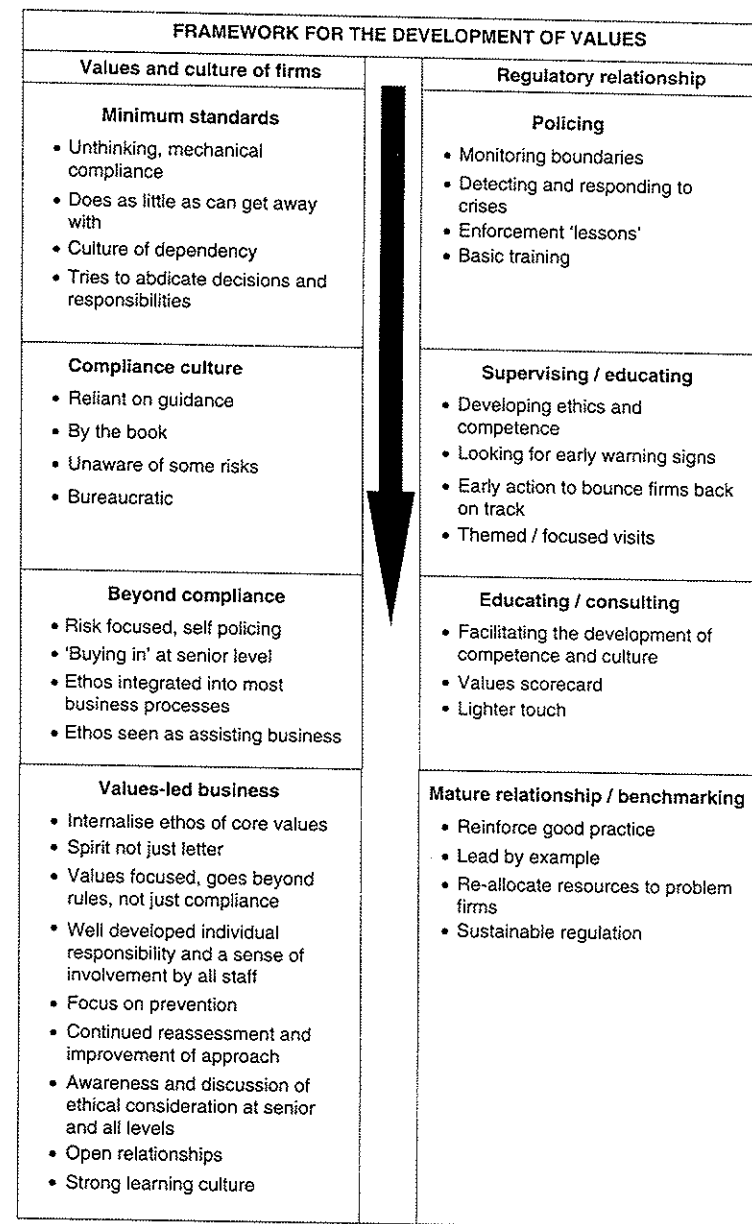 FRAMEWORK FOR THE DEVELOPMENT OF VALUES
Values and culture of firms
Regulatory relationship
Minimum standards
• Unthinking, mechanical
compliance
• Does as little as can get away
with
• Culture of dependency
• Tries to abdicate decisions and
responsibilities
Policing
• Monitoring boundaries
• Detecting and responding to
crises
• Enforcement 'lessons'
• Basic training
Compliance culture
• Reliant on guidance
• By the book
• Unaware of some risks
• Bureaucratic
Supervising / educating
• Developing ethics and
competence
• Looking for early warning signs
• Early action to bounce firms back
on track
• Themed / focused visits
Beyond compliance
• Risk focused, self policing
• 'Buying in' at senior level
• Ethos integrated into most
business processes
• Ethos seen as assisting business
Educating / consulting
• Facilitating the development of
competence and culture
• Values scorecard
• Lighter touch
Values-led business
• Internalise ethos of core values
• Spirit not just letter
• Values focused, goes beyond
rules, not just compliance
• Well developed individual
responsibility and a sense of
involvement by all staff
• Focus on prevention
• Continued reassessment and
improvement of approach
• Awareness and discussion of
ethical consideration at senior
and all levels
• Open relationships
• Strong learning culture
Mature relationship / benchmarking
• Reinforce good practice
• Lead by example
• Re-allocate resources to problem
firms
• Sustainable regulation